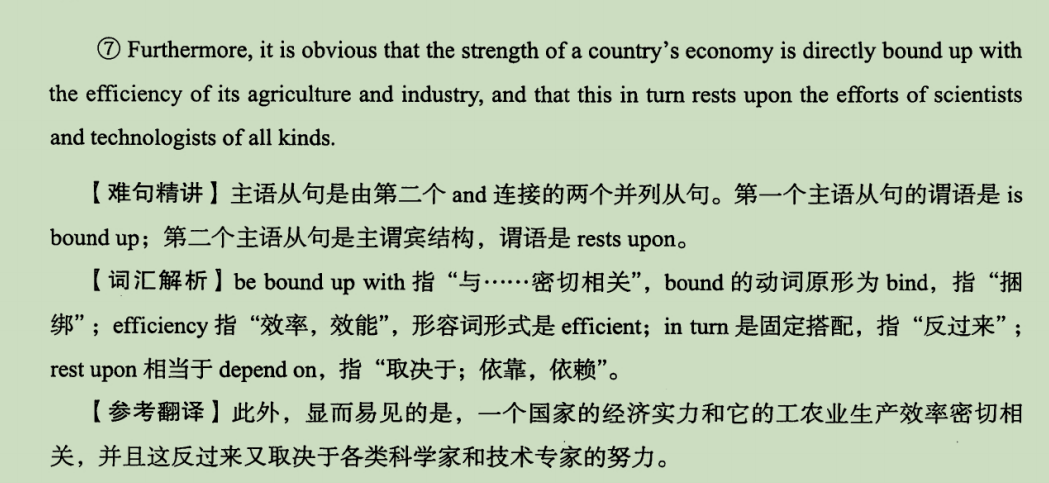 ⑦ Furthermore, it is obvious that the strength of a country's economy is directly bound up with
the efficiency of its agriculture and industry, and that this in turn rests upon the efforts of scientists
and technologists of all kinds.
【难句精讲】主语从句是由第二个 and 连接的两个并列从句。第一个主语从句的谓语是 is
bound up；第二个主语从句是主谓宾结构，谓语是 rests upon。
【词汇解析】be bound up with 指“与……密切相关”，bound 的动词原形为 bind，指“捆
绑”；efficiency 指“效率，效能”，形容词形式是 efficient；in turn 是固定搭配，指“反过来”；
rest upon 相当于 depend on，指“取决于；依靠，依赖”。
【参考翻译】此外，显而易见的是，一个国家的经济实力和它的工农业生产效率密切相
关，并且这反过来又取决于各类科学家和技术专家的努力。